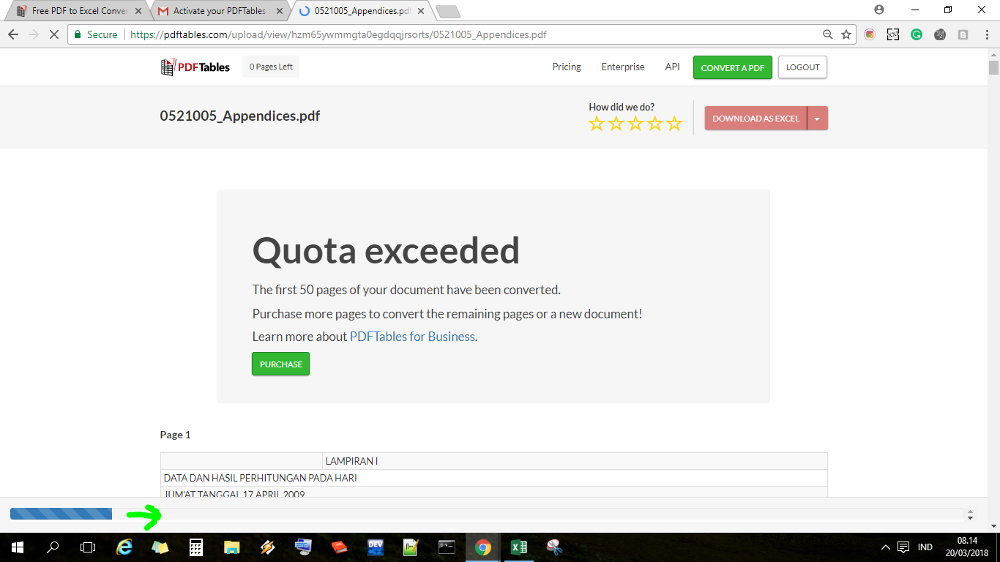 Free PDF to Excel Conver
Activate your PDFTables A
0521005_Appendices.pdf
Secure
https://pdftables.com/upload/view/hzm65ywmmgta0egdqqjrsorts/0521005_Appendices.pdf
PDFTables
0 Pages Left
Pricing
Enterprise
API
CONVERT A PDF
LOGOUT
0521005_Appendices.pdf
How did we do?
DOWNLOAD AS EXCEL
Quota exceeded
The first 50 pages of your document have been converted.
Purchase more pages to convert the remaining pages or a new document!
Learn more about PDFTables for Business.
PURCHASE
Page 1
LAMPIRAN I
DATA DAN HASIL PERHITUNGAN PADA HARI
JUM'AT TANGGAL 17 APRIL 2009
DEV
IND
08.14
20/03/2018